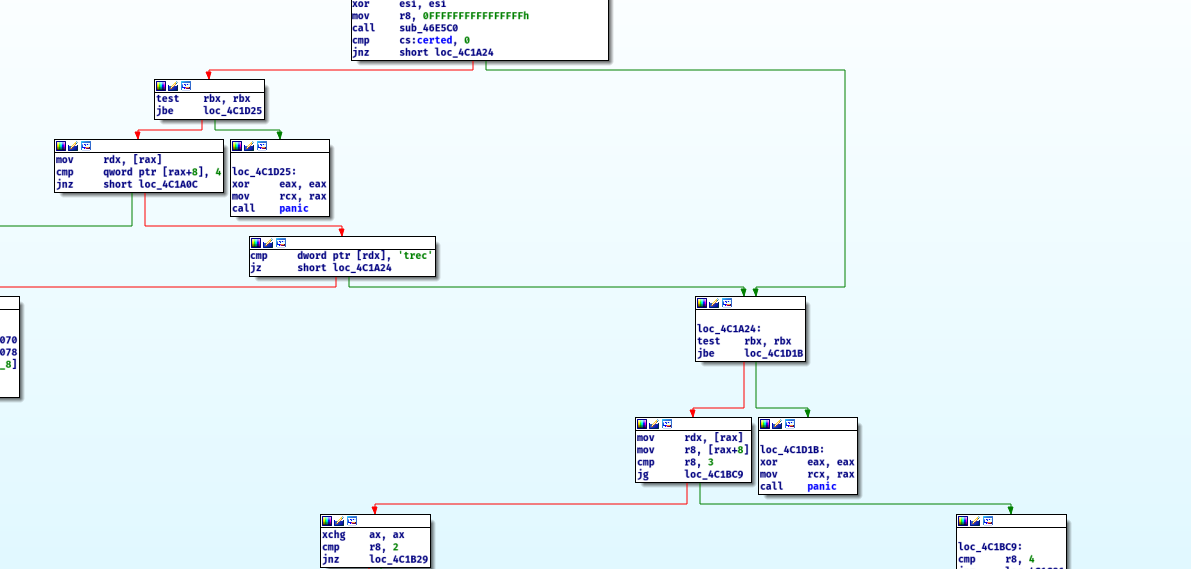 xor esi, esi
mov r8, 0FFFFFFFFFFFFFFFFh
call sub_46E5C0
cmp cs:certed, 0
jnz short loc_4C1A24
test rbx, rbx
jbe loc_4C1D25
mov rdx, [rax]
cmp qword ptr [rax+8], 4
jnz short loc_4C1A0C
loc_4C1D25:
xor eax, eax
mov rcx, rax
call panic
cmp dword ptr [rdx], 'trec'
jz short loc_4C1A24
070
078
_8]
loc_4C1A24:
test rbx, rbx
jbe loc_4C1D1B
mov rdx, [rax]
mov r8, [rax+8]
cmp r8, 3
jg loc_4C1BC9
loc_4C1D1B:
xor eax, eax
mov rcx, rax
call panic
xchg ax, ax
cmp r8, 2
jnz loc_4C1B29
loc_4C1BC9:
cmp r8, 4